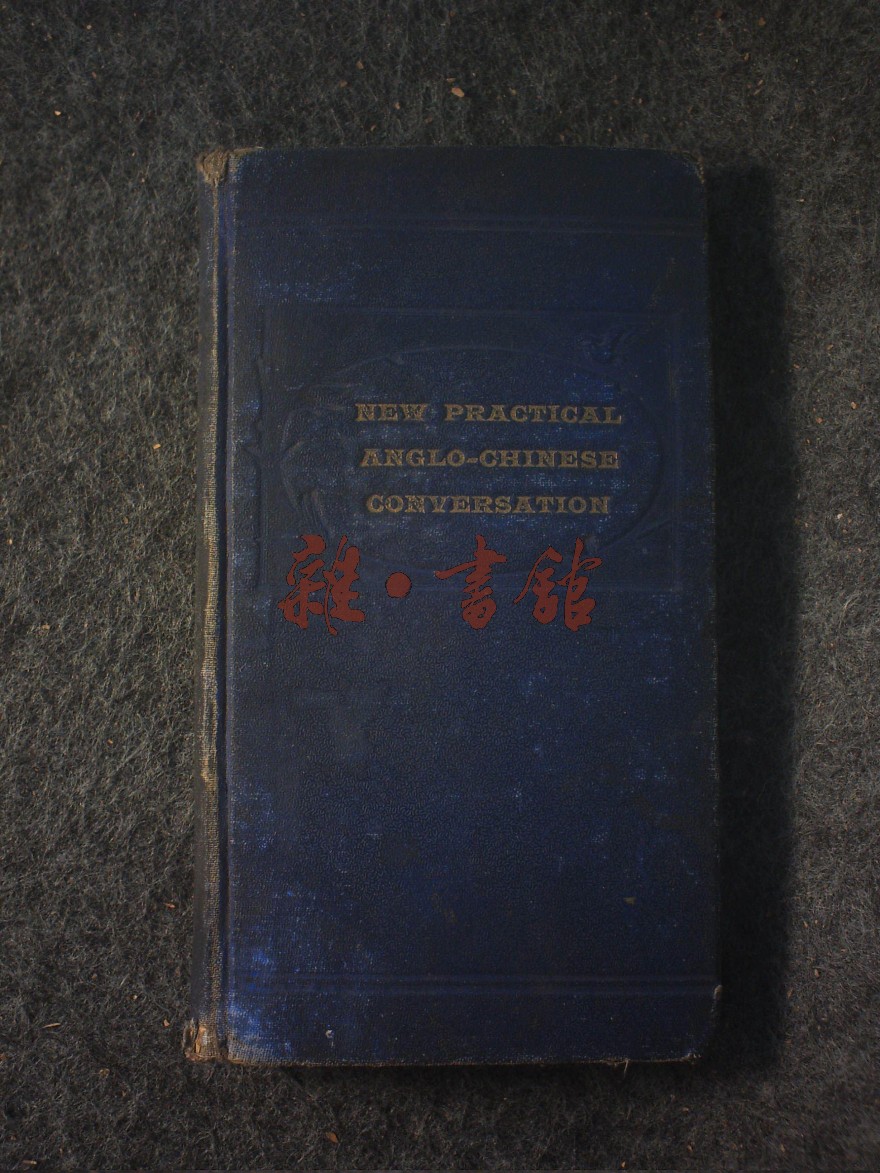 NEW PRACTICAL
ANGLO-CHINESE
CONVERSATION
雜·書館